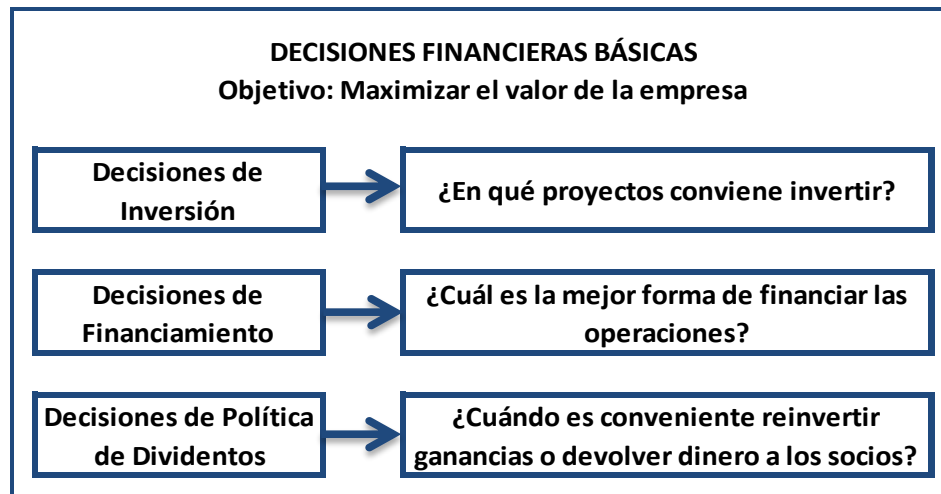 DECISIONES FINANCIERAS BÁSICAS
Objetivo: Maximizar el valor de la empresa
Decisiones de
Inversión
¿En qué proyectos conviene invertir?
Decisiones de
Financiamiento
¿Cuál es la mejor forma de financiar las
operaciones?
Decisiones de Política
de Dividentos
¿Cuándo es conveniente reinvertir
ganancias o devolver dinero a los socios?